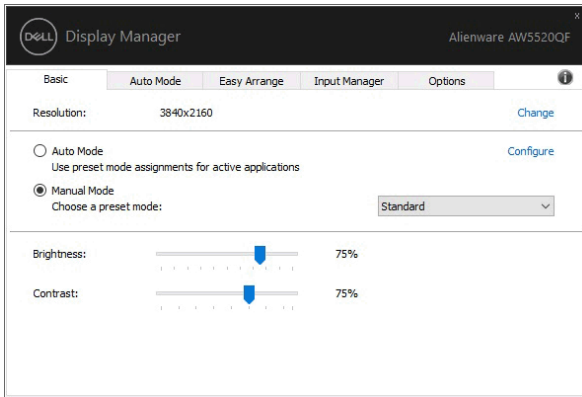 DELL Display Manager
Alienware AW5520QF
x
Basic Auto Mode Easy Arrange Input Manager Options i
Resolution: 3840x2160 Change
Auto Mode Configure
Use preset mode assignments for active applications
Manual Mode
Choose a preset mode: Standard
Brightness: 75%
Contrast: 75%